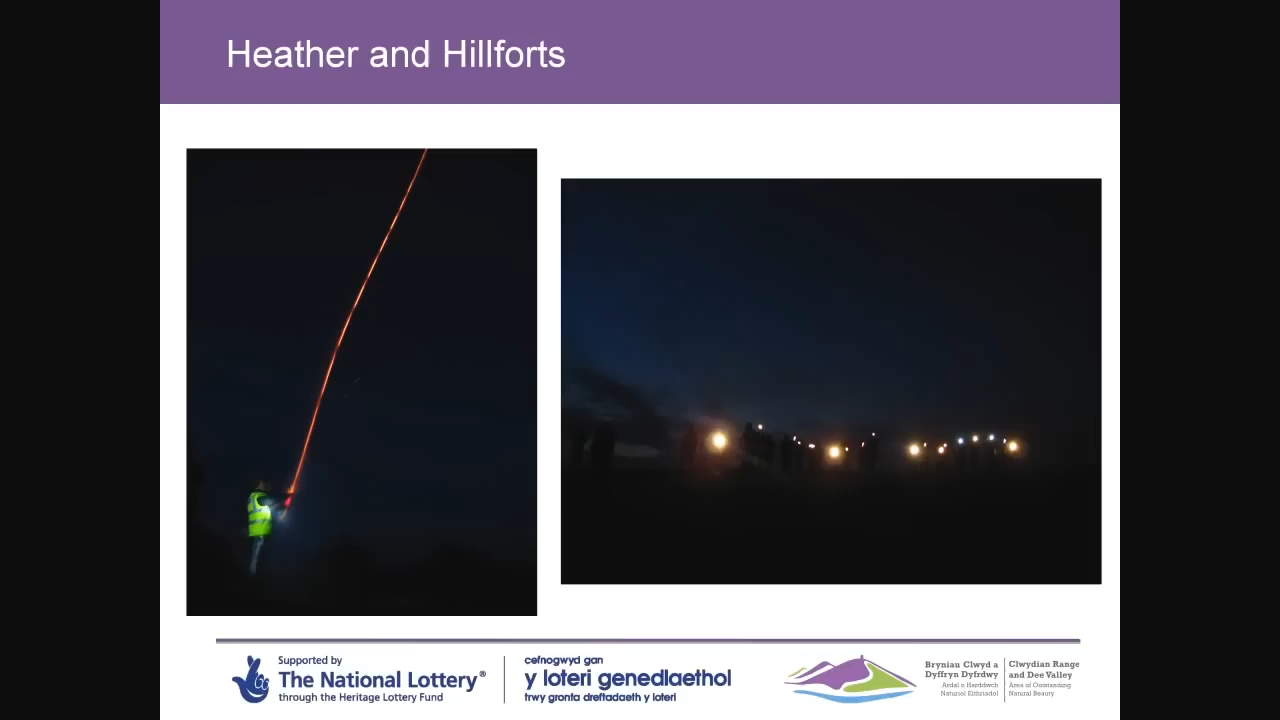 Heather and Hillforts
Supported by
The National Lottery®
through the Heritage Lottery Fund
cefnogwyd gan
y loteri genedlaethol
trwy gronfa dreftadaeth y loteri
Bryniau Clwyd a
Dyffryn Dyfrdwy
Ardal o Harddwch
Naturiol Eithriadol
Clwydian Range
and Dee Valley
Area of Outstanding
Natural Beauty